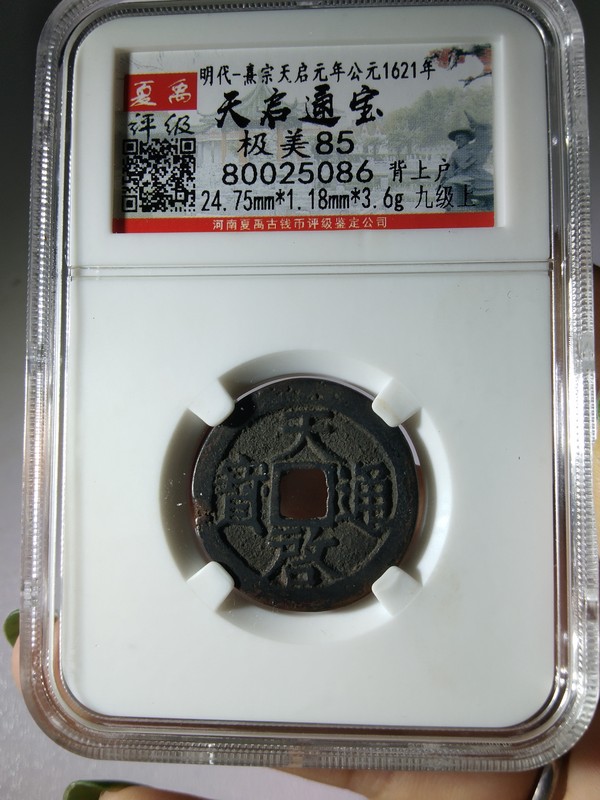 夏禹
评级
明代-熹宗天启元年公元1621年
天启通宝
极美85
80025086 背上户
24.75mm*1.18mm*3.6g 九级上
河南夏禹古钱币评级鉴定公司
天啓通寳